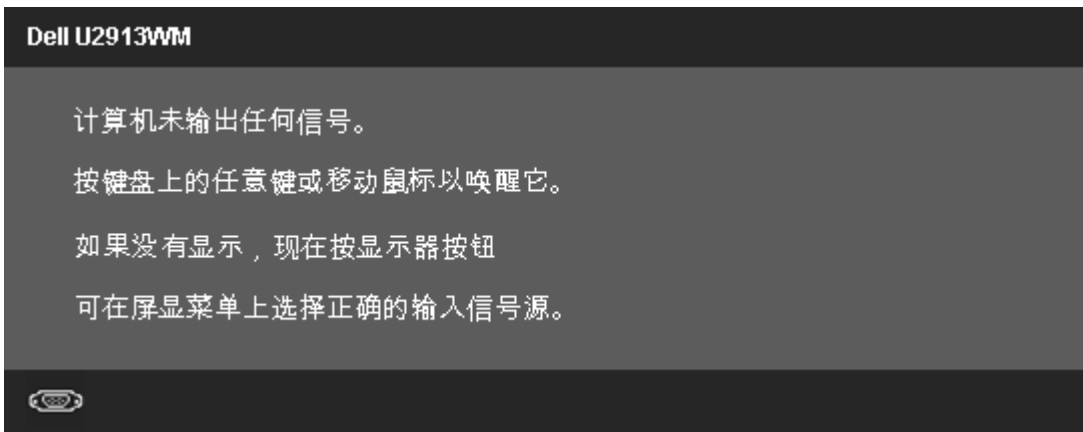 Dell U2913WM
计算机未输出任何信号。
按键盘上的任意键或移动鼠标以唤醒它。
如果没有显示，现在按显示器按钮
可在屏显菜单上选择正确的输入信号源。